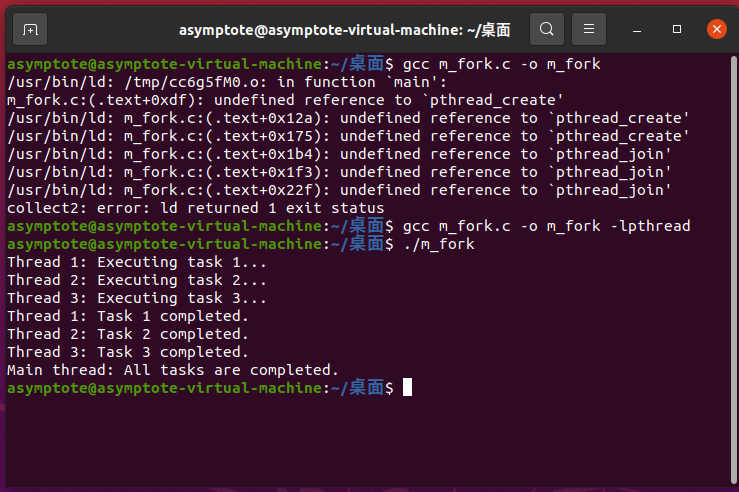 asymptote@asymptote-virtual-machine: ~/桌面
asymptote@asymptote-virtual-machine:~/桌面$ gcc m_fork.c -o m_fork
/usr/bin/ld: /tmp/cc6g5fM0.o: in function `main':
m_fork.c:(.text+0xdf): undefined reference to `pthread_create'
/usr/bin/ld: m_fork.c:(.text+0x12a): undefined reference to `pthread_create'
/usr/bin/ld: m_fork.c:(.text+0x175): undefined reference to `pthread_create'
/usr/bin/ld: m_fork.c:(.text+0x1b4): undefined reference to `pthread_join'
/usr/bin/ld: m_fork.c:(.text+0x1f3): undefined reference to `pthread_join'
/usr/bin/ld: m_fork.c:(.text+0x22f): undefined reference to `pthread_join'
collect2: error: ld returned 1 exit status
asymptote@asymptote-virtual-machine:~/桌面$ gcc m_fork.c -o m_fork -lpthread
asymptote@asymptote-virtual-machine:~/桌面$ ./m_fork
Thread 1: Executing task 1...
Thread 2: Executing task 2...
Thread 3: Executing task 3...
Thread 1: Task 1 completed.
Thread 2: Task 2 completed.
Thread 3: Task 3 completed.
Main thread: All tasks are completed.
asymptote@asymptote-virtual-machine:~/桌面$